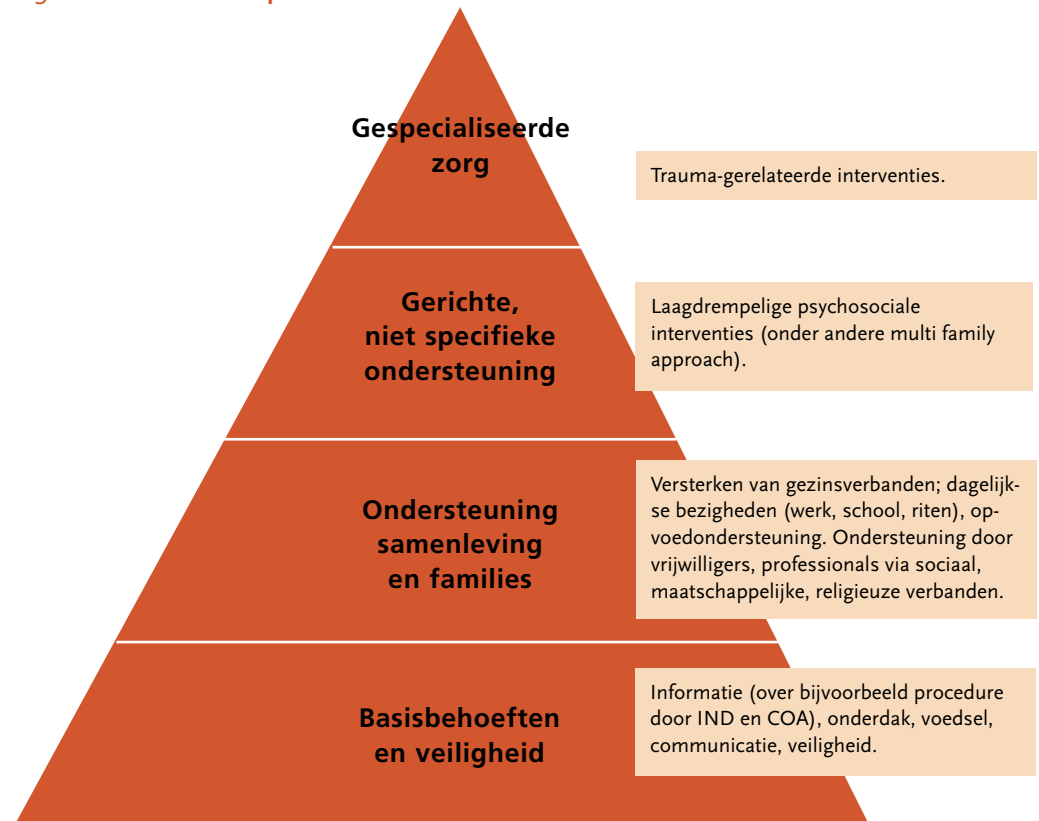 Gespecialiseerde
zorg
Trauma-gerelateerde interventies.
Gerichte,
niet specifieke
ondersteuning
Laagdrempelige psychosociale
interventies (onder andere multi family
approach).
Ondersteuning
samenleving
en families
Versterken van gezinsverbanden; dagelijk-
se bezigheden (werk, school, riten), op-
voedondersteuning. Ondersteuning door
vrijwilligers, professionals via sociaal,
maatschappelijke, religieuze verbanden.
Basisbehoeften
en veiligheid
Informatie (over bijvoorbeeld procedure
door IND en COA), onderdak, voedsel,
communicatie, veiligheid.